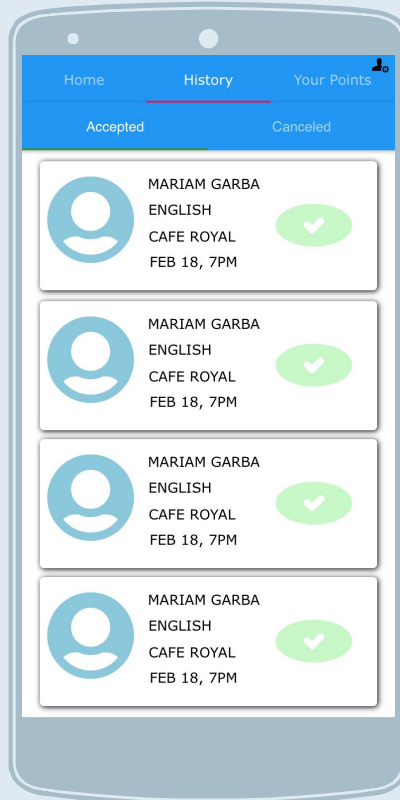 Home History Your Points
Accepted Canceled
MARIAM GARBA
ENGLISH
CAFE ROYAL
FEB 18, 7PM
MARIAM GARBA
ENGLISH
CAFE ROYAL
FEB 18, 7PM
MARIAM GARBA
ENGLISH
CAFE ROYAL
FEB 18, 7PM
MARIAM GARBA
ENGLISH
CAFE ROYAL
FEB 18, 7PM